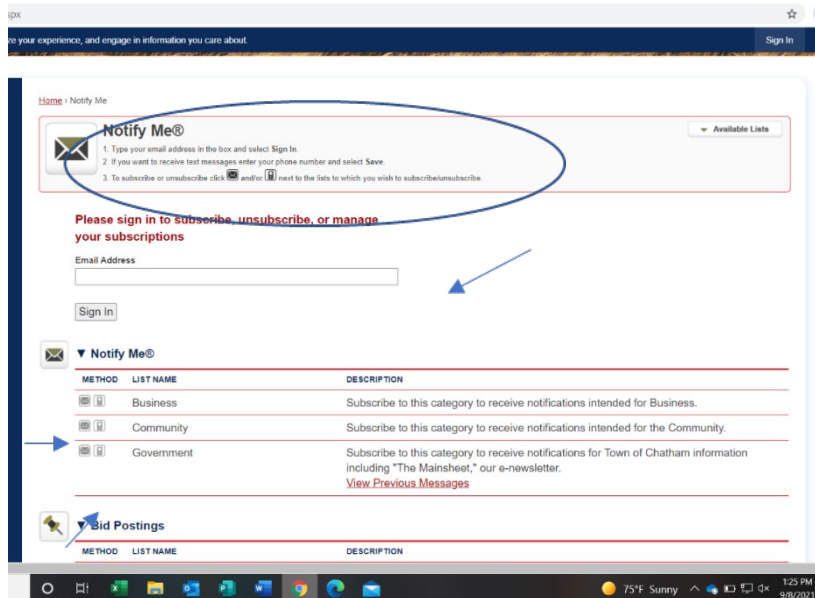 spx
ze your experience, and engage in information you care about.
Sign In
Home › Notify Me
Notify Me®
Available Lists
1. Type your email address in the box and select Sign In.
2. If you want to receive text messages enter your phone number and select Save.
3. To subscribe or unsubscribe click and/or next to the lists to which you wish to subscribe/unsubscribe.
Please sign in to subscribe, unsubscribe, or manage
your subscriptions
Email Address
Sign In
▼ Notify Me®
METHOD LIST NAME DESCRIPTION
Business Subscribe to this category to receive notifications intended for Business.
Community Subscribe to this category to receive notifications intended for the Community.
Government Subscribe to this category to receive notifications for Town of Chatham information
including "The Mainsheet," our e-newsletter.
View Previous Messages
▼ Bid Postings
METHOD LIST NAME DESCRIPTION
75°F Sunny
1:25 PM
9/8/2021